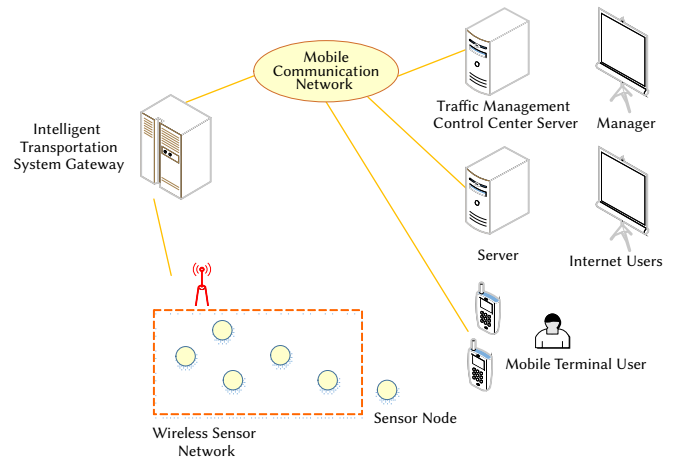 Mobile
Communication
Network
Intelligent
Transportation
System Gateway
Traffic Management
Control Center Server
Manager
Server
Internet Users
Mobile Terminal User
Sensor Node
Wireless Sensor
Network